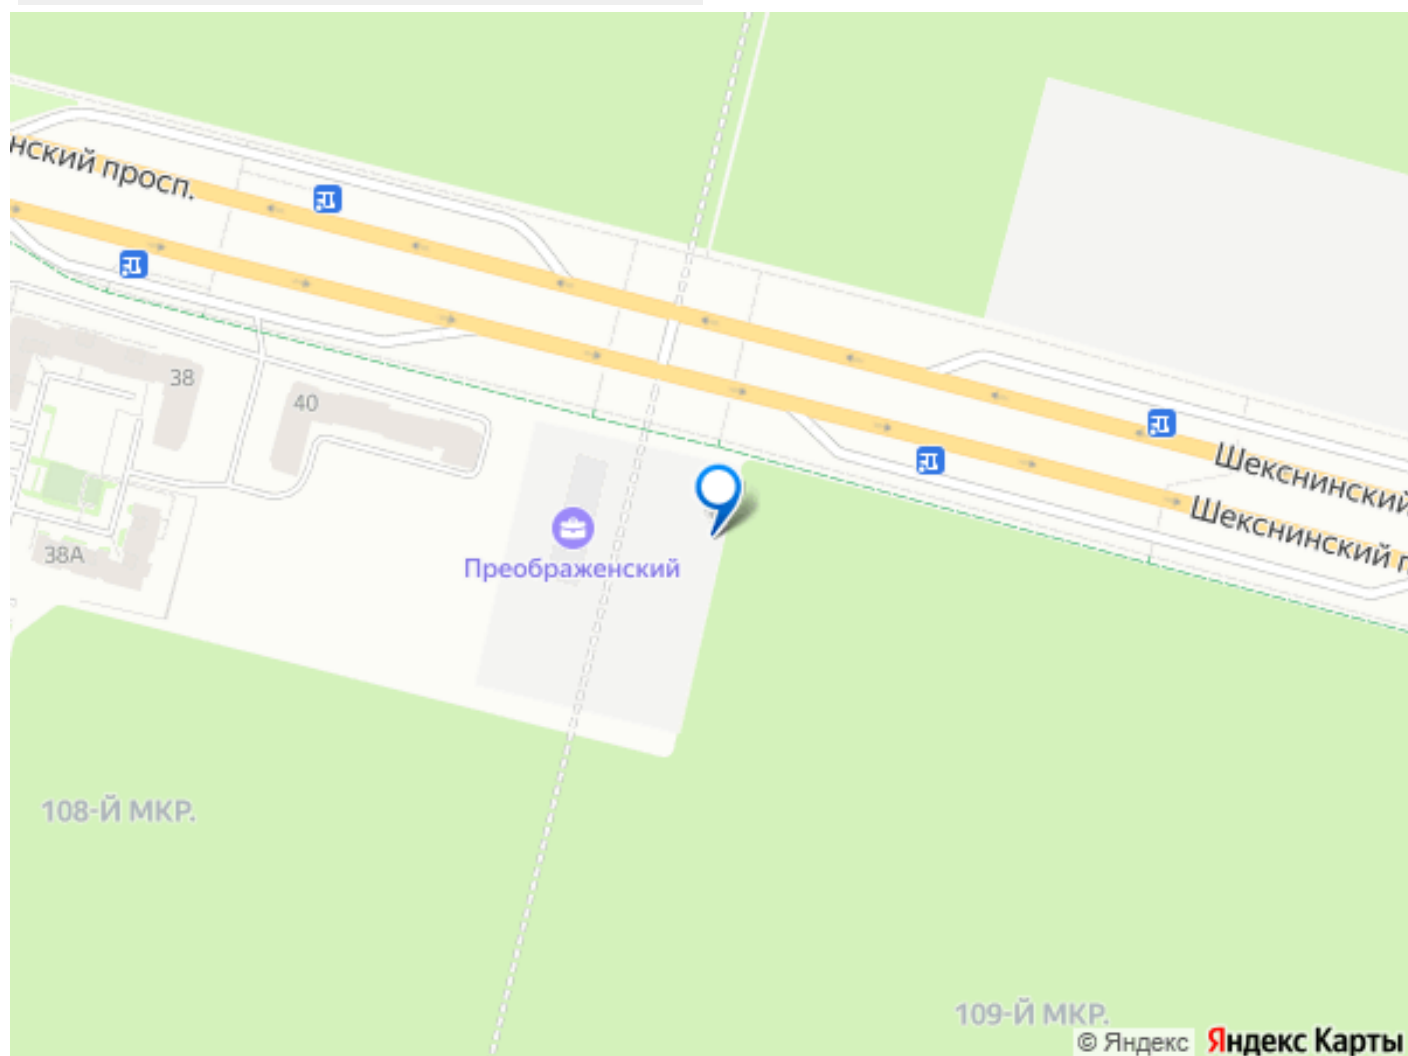 нский просп.
38
40
Шекснинский
Шекснинский п
38А
Преображенский
108-Й МКР.
109-Й МКР.
© Яндекс Яндекс Карты